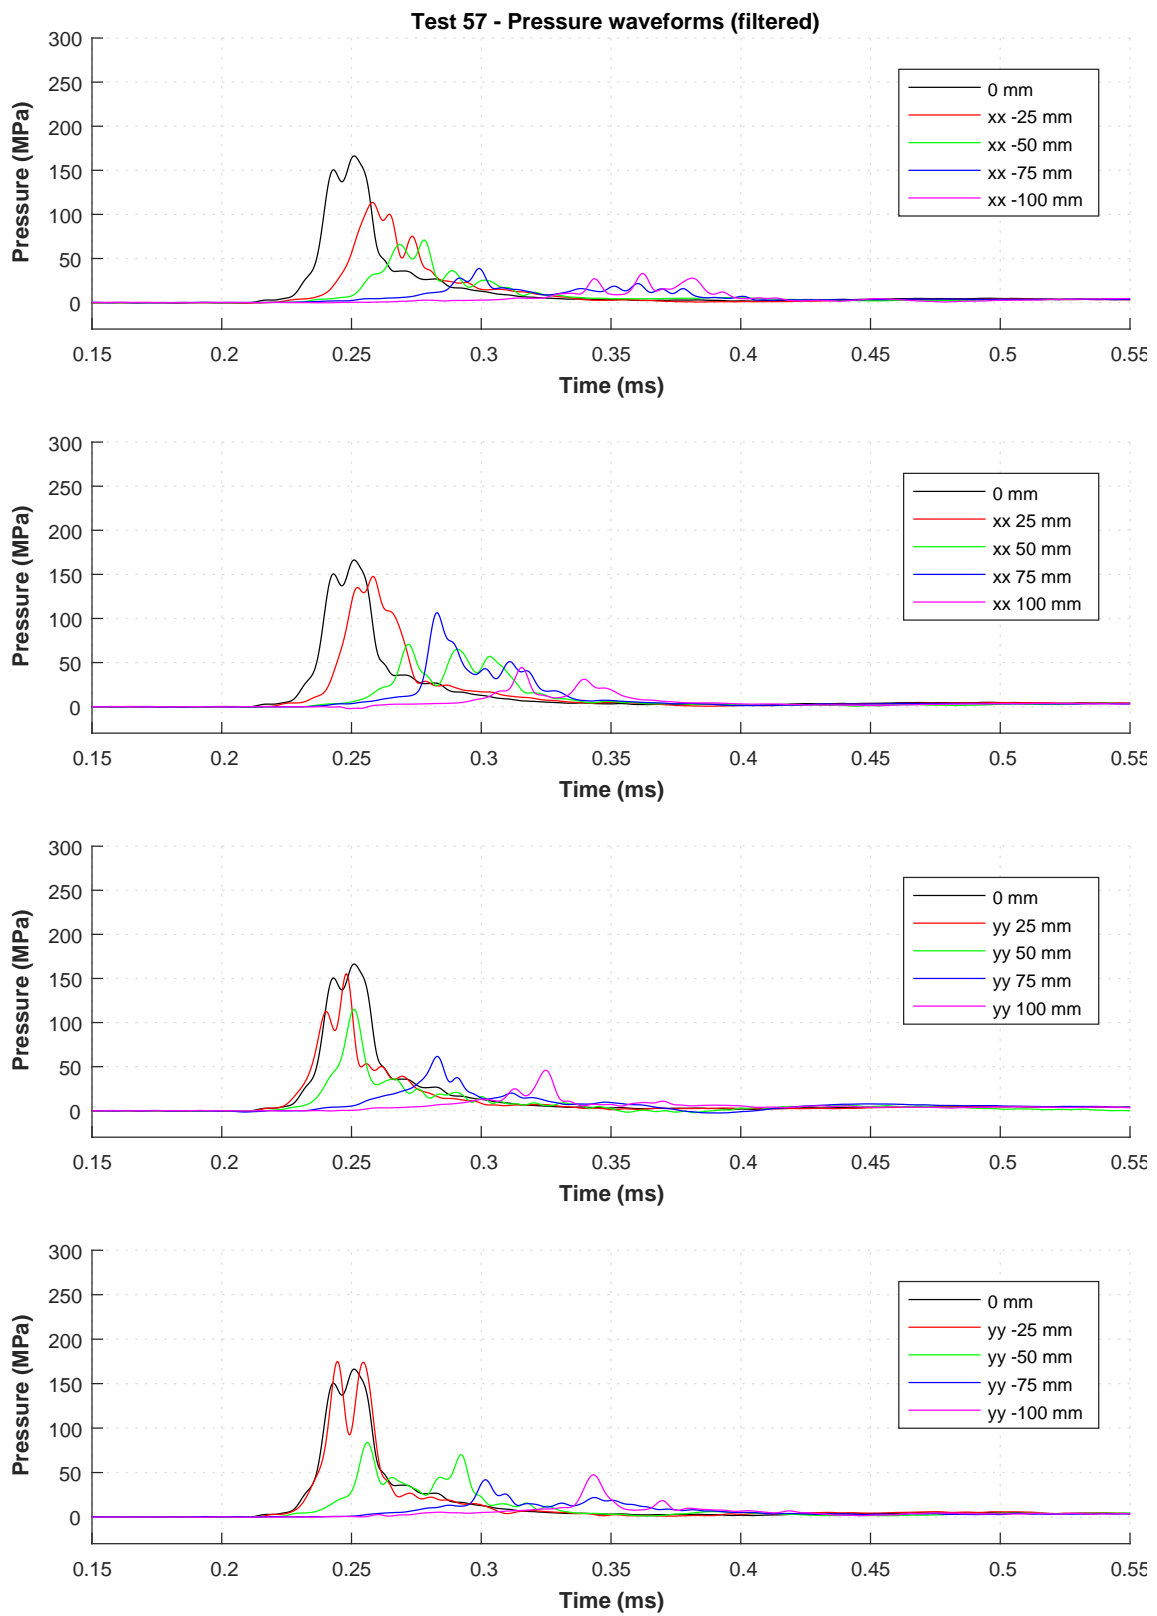 Test 57 - Pressure waveforms (filtered)
300
250
200
150
100
50
0
Pressure (MPa)
0 mm
xx -25 mm
xx -50 mm
xx -75 mm
xx -100 mm
0.15 0.2 0.25 0.3 0.35 0.4 0.45 0.5 0.55
Time (ms)
300
250
200
150
100
50
0
Pressure (MPa)
0 mm
xx 25 mm
xx 50 mm
xx 75 mm
xx 100 mm
0.15 0.2 0.25 0.3 0.35 0.4 0.45 0.5 0.55
Time (ms)
300
250
200
150
100
50
0
Pressure (MPa)
0 mm
yy 25 mm
yy 50 mm
yy 75 mm
yy 100 mm
0.15 0.2 0.25 0.3 0.35 0.4 0.45 0.5 0.55
Time (ms)
300
250
200
150
100
50
0
Pressure (MPa)
0 mm
yy -25 mm
yy -50 mm
yy -75 mm
yy -100 mm
0.15 0.2 0.25 0.3 0.35 0.4 0.45 0.5 0.55
Time (ms)